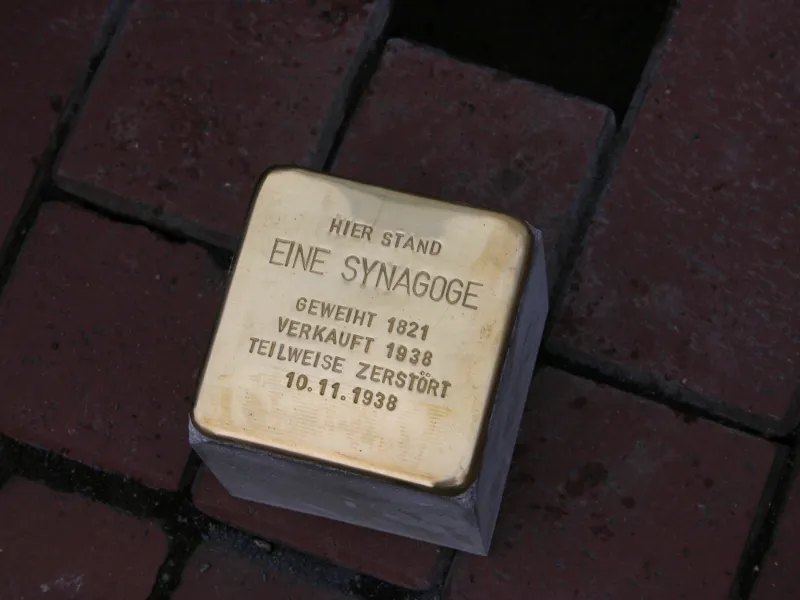 HIER STAND
EINE SYNAGOGE
GEWEIHT 1821
VERKAUFT 1938
TEILWEISE ZERSTÖRT
10.11.1938